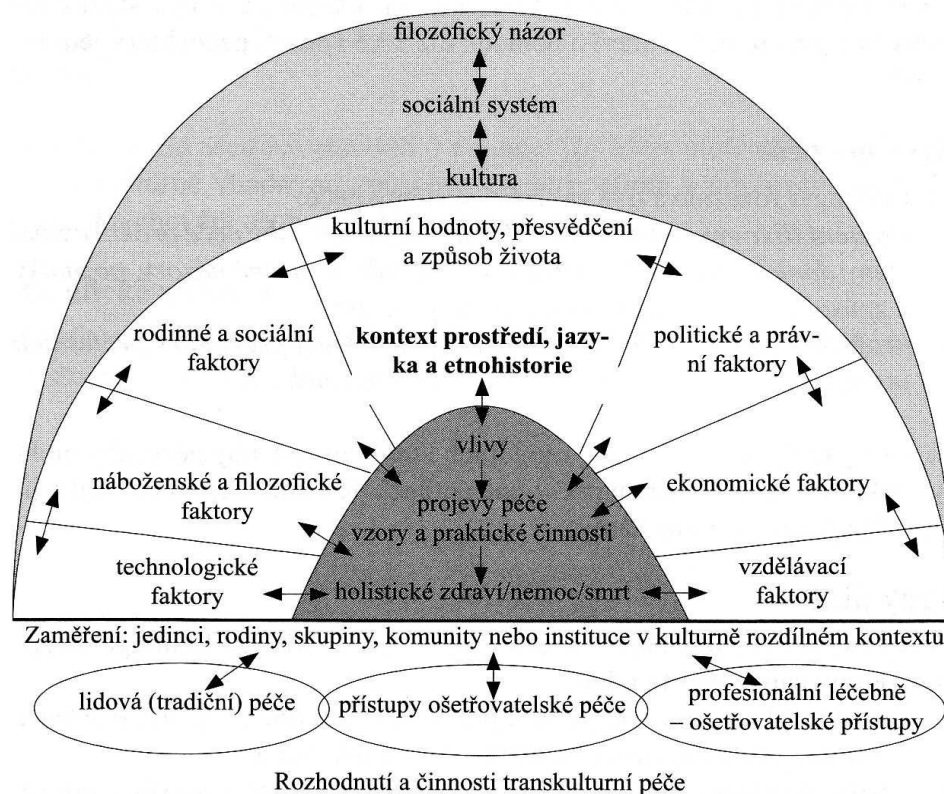 filozofický názor
sociální systém
kultura
kulturní hodnoty, přesvědčení
a způsob života
rodinné a sociální
faktory
kontext prostředí, jazy-
ka a etnohistorie
politické a práv-
ní faktory
vlivy
náboženské a filozofické
faktory
projevy péče
vzory a praktické činnosti
ekonomické faktory
technologické
faktory
holistické zdraví/nemoc/smrt
vzdělávací
faktory
Zaměření: jedinci, rodiny, skupiny, komunity nebo instituce v kulturně rozdílném kontextu
lidová (tradiční) péče
přístupy ošetřovatelské péče
profesionální léčebně
– ošetřovatelské přístupy
Rozhodnutí a činnosti transkulturní péče